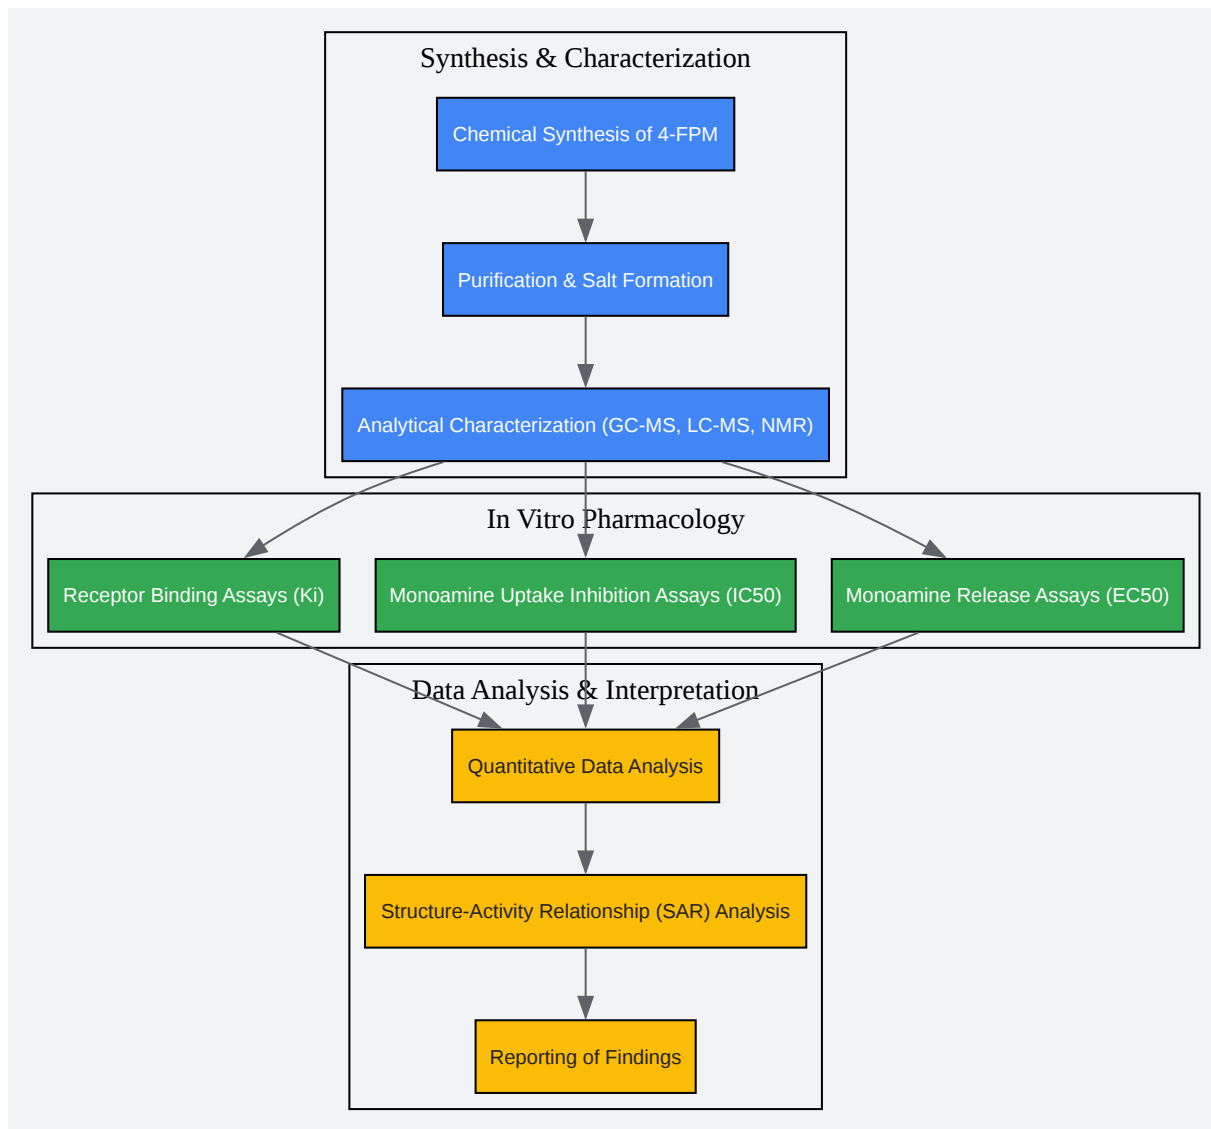 Synthesis & Characterization
Chemical Synthesis of 4-FPM
Purification & Salt Formation
Analytical Characterization (GC-MS, LC-MS, NMR)
In Vitro Pharmacology
Receptor Binding Assays (Ki)
Monoamine Uptake Inhibition Assays (IC50)
Monoamine Release Assays (EC50)
Data Analysis & Interpretation
Quantitative Data Analysis
Structure-Activity Relationship (SAR) Analysis
Reporting of Findings